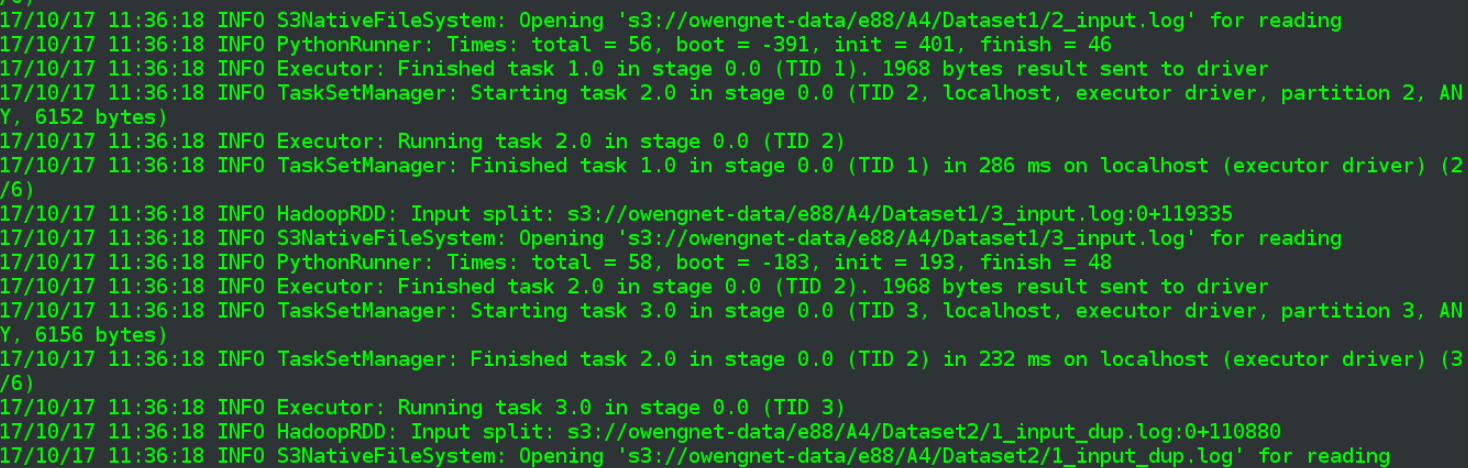 17/10/17 11:36:18 INFO S3NativeFileSystem: Opening 's3://owengnet-data/e88/A4/Dataset1/2_input.log' for reading
17/10/17 11:36:18 INFO PythonRunner: Times: total = 56, boot = -391, init = 401, finish = 46
17/10/17 11:36:18 INFO Executor: Finished task 1.0 in stage 0.0 (TID 1). 1968 bytes result sent to driver
17/10/17 11:36:18 INFO TaskSetManager: Starting task 2.0 in stage 0.0 (TID 2, localhost, executor driver, partition 2, AN
Y, 6152 bytes)
17/10/17 11:36:18 INFO Executor: Running task 2.0 in stage 0.0 (TID 2)
17/10/17 11:36:18 INFO TaskSetManager: Finished task 1.0 in stage 0.0 (TID 1) in 286 ms on localhost (executor driver) (2
/6)
17/10/17 11:36:18 INFO HadoopRDD: Input split: s3://owengnet-data/e88/A4/Dataset1/3_input.log:0+119335
17/10/17 11:36:18 INFO S3NativeFileSystem: Opening 's3://owengnet-data/e88/A4/Dataset1/3_input.log' for reading
17/10/17 11:36:18 INFO PythonRunner: Times: total = 58, boot = -183, init = 193, finish = 48
17/10/17 11:36:18 INFO Executor: Finished task 2.0 in stage 0.0 (TID 2). 1968 bytes result sent to driver
17/10/17 11:36:18 INFO TaskSetManager: Starting task 3.0 in stage 0.0 (TID 3, localhost, executor driver, partition 3, AN
Y, 6156 bytes)
17/10/17 11:36:18 INFO TaskSetManager: Finished task 2.0 in stage 0.0 (TID 2) in 232 ms on localhost (executor driver) (3
/6)
17/10/17 11:36:18 INFO Executor: Running task 3.0 in stage 0.0 (TID 3)
17/10/17 11:36:18 INFO HadoopRDD: Input split: s3://owengnet-data/e88/A4/Dataset2/1_input_dup.log:0+110880
17/10/17 11:36:18 INFO S3NativeFileSystem: Opening 's3://owengnet-data/e88/A4/Dataset2/1_input_dup.log' for reading